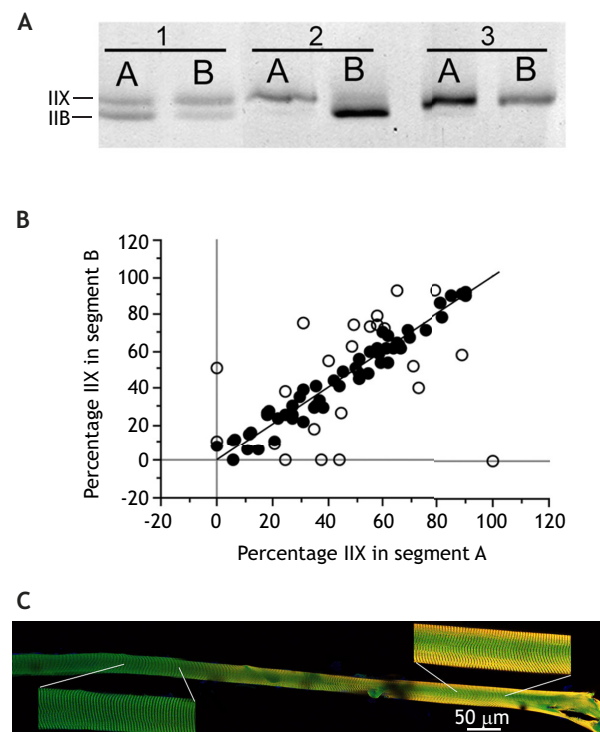 A
1 2 3
A B A B A B
IIX
IIB
B
Percentage IIX in segment B
120
100
80
60
40
20
0
-20
-20 0 20 40 60 80 100 120
Percentage IIX in segment A
C
50 µm